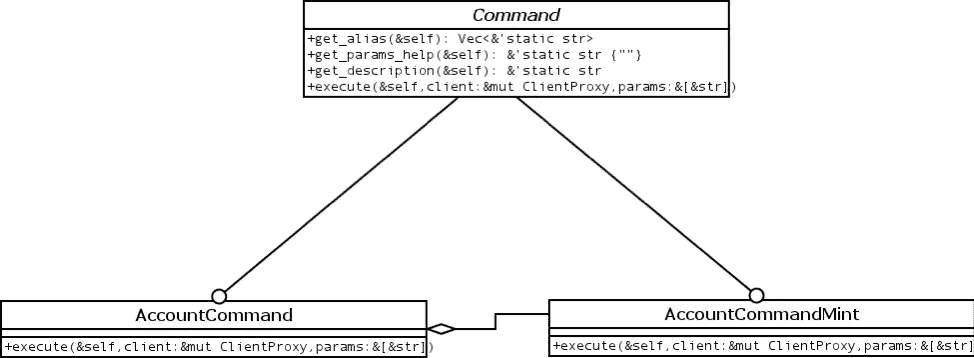 Command
+get_alias(&self): Vec<&'static str>
+get_params_help(&self): &'static str {""}
+get_description(&self): &'static str
+execute(&self,client:&mut ClientProxy,params:&[&str])
AccountCommand
+execute(&self,client:&mut ClientProxy,params:&[&str])
AccountCommandMint
+execute(&self,client:&mut ClientProxy,params:&[&str]